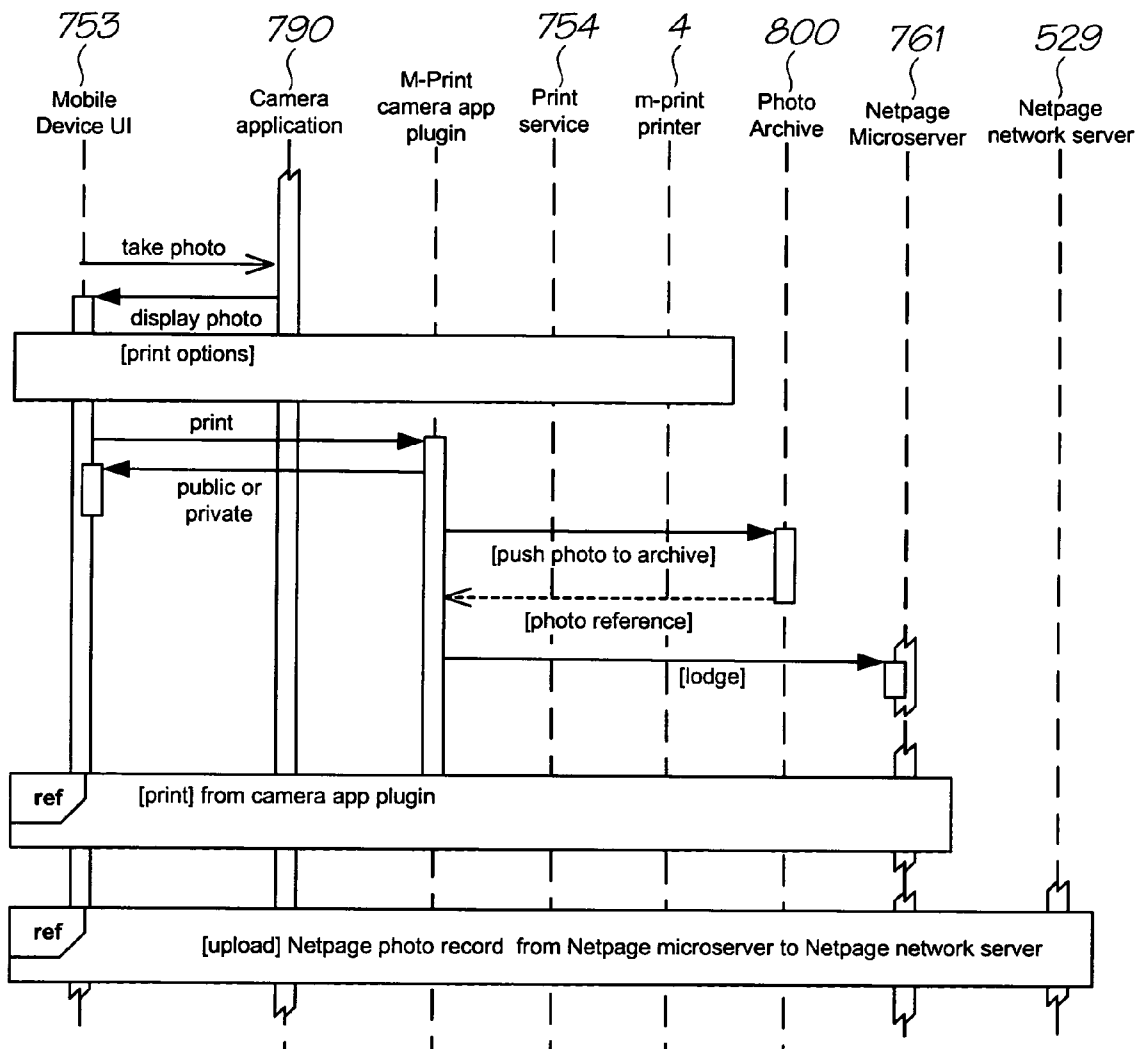 753
790
754
4
800
761
529
Mobile
Device UI
Camera
application
M-Print
camera app
plugin
Print
service
m-print
printer
Photo
Archive
Netpage
Microserver
Netpage
network server
take photo
display photo
[print options]
print
public or
private
[push photo to archive]
[photo reference]
[lodge]
ref
[print] from camera app plugin
ref
[upload] Netpage photo record from Netpage microserver to Netpage network server